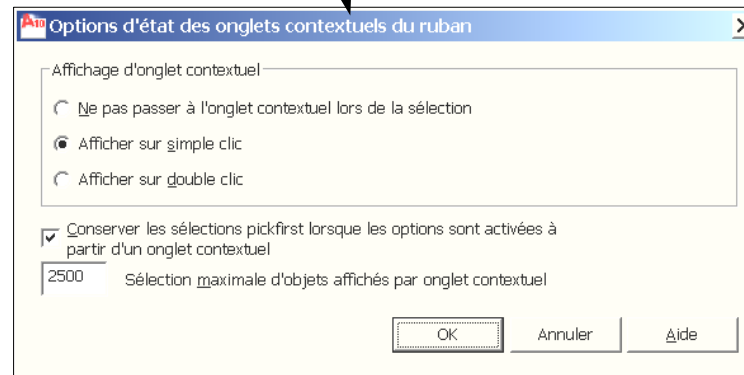 A10 Options d'état des onglets contextuels du ruban
Affichage d'onglet contextuel
Ne pas passer à l'onglet contextuel lors de la sélection
Afficher sur simple clic
Afficher sur double clic
Conserver les sélections pickfirst lorsque les options sont activées à
partir d'un onglet contextuel
2500 Sélection maximale d'objets affichés par onglet contextuel
OK Annuler Aide